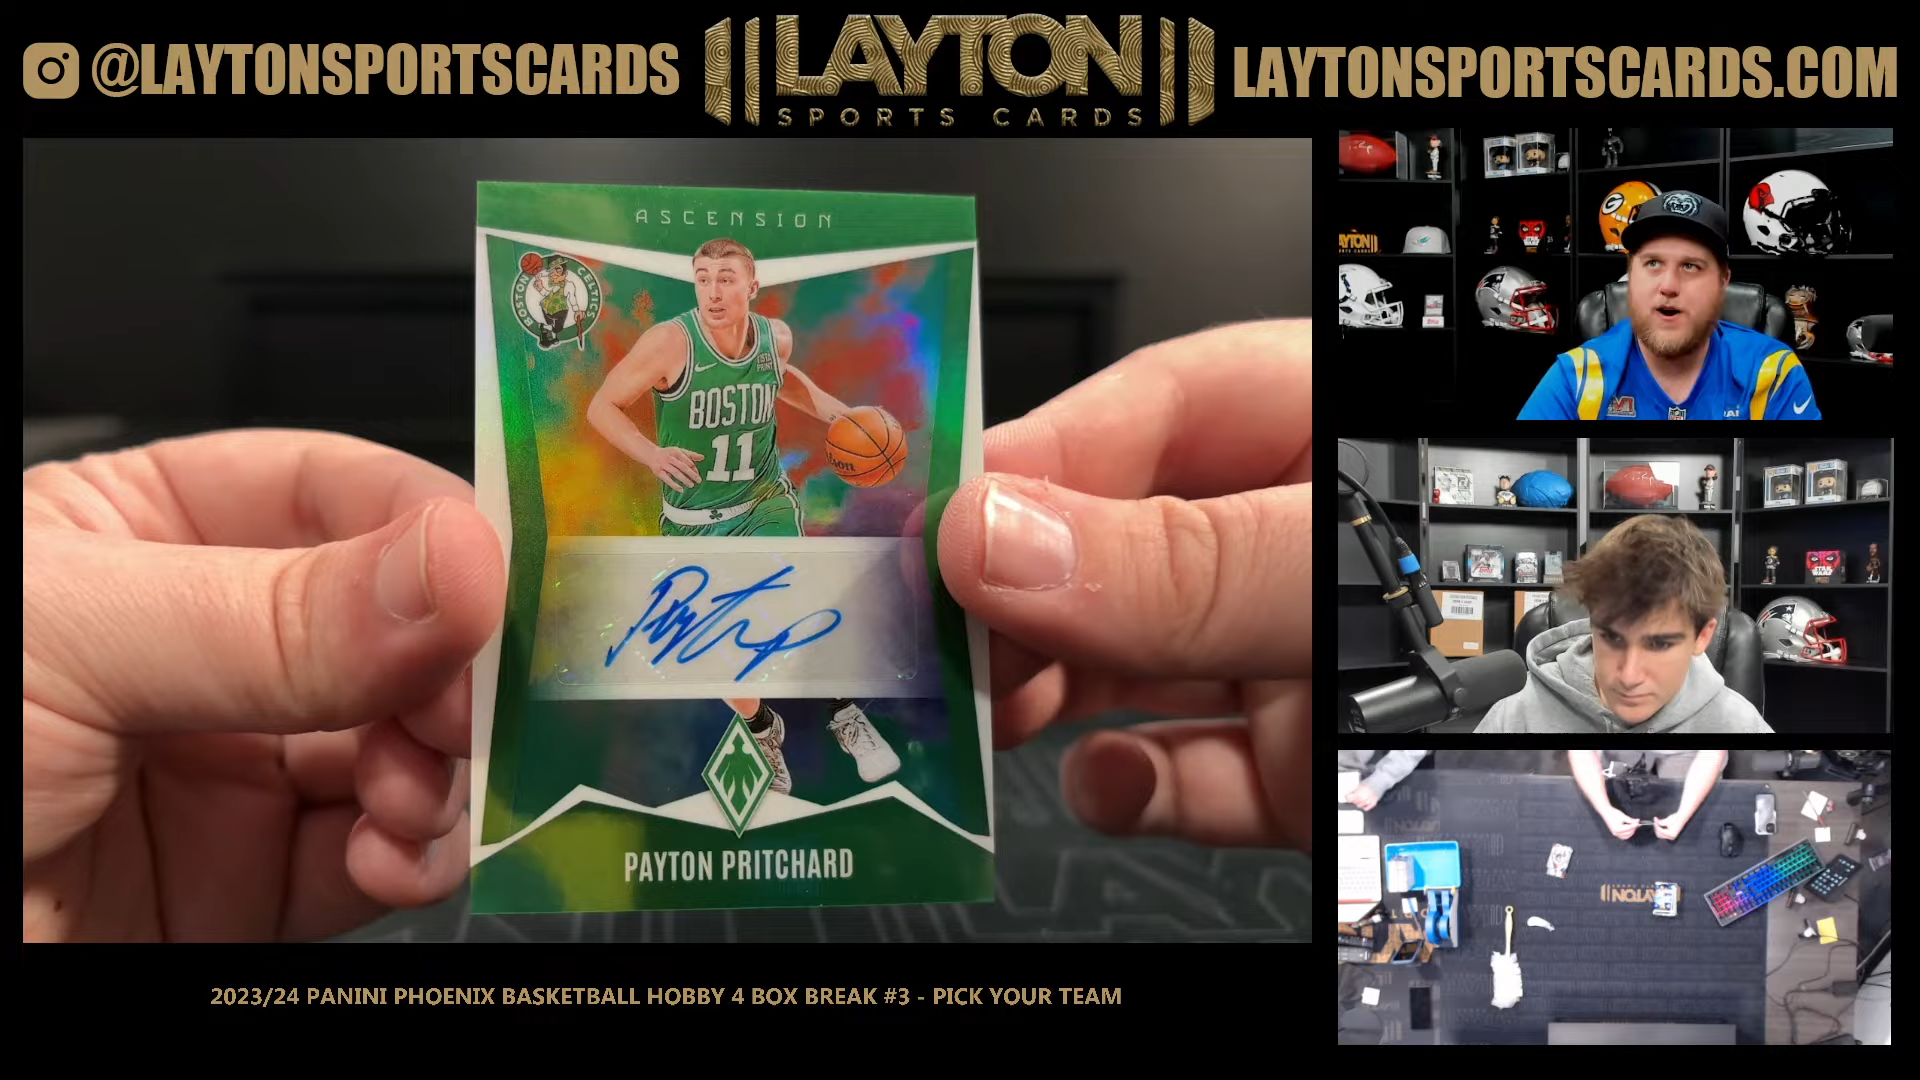 @LAYTONSPORTSCARDS
LAYTON
SPORTS CARDS
LAYTONSPORTSCARDS.COM
ASCENSION
BOSTON
CELTICS
BOSTON
11
PAYTON PRITCHARD
2023/24 PANINI PHOENIX BASKETBALL HOBBY 4 BOX BREAK #3 - PICK YOUR TEAM